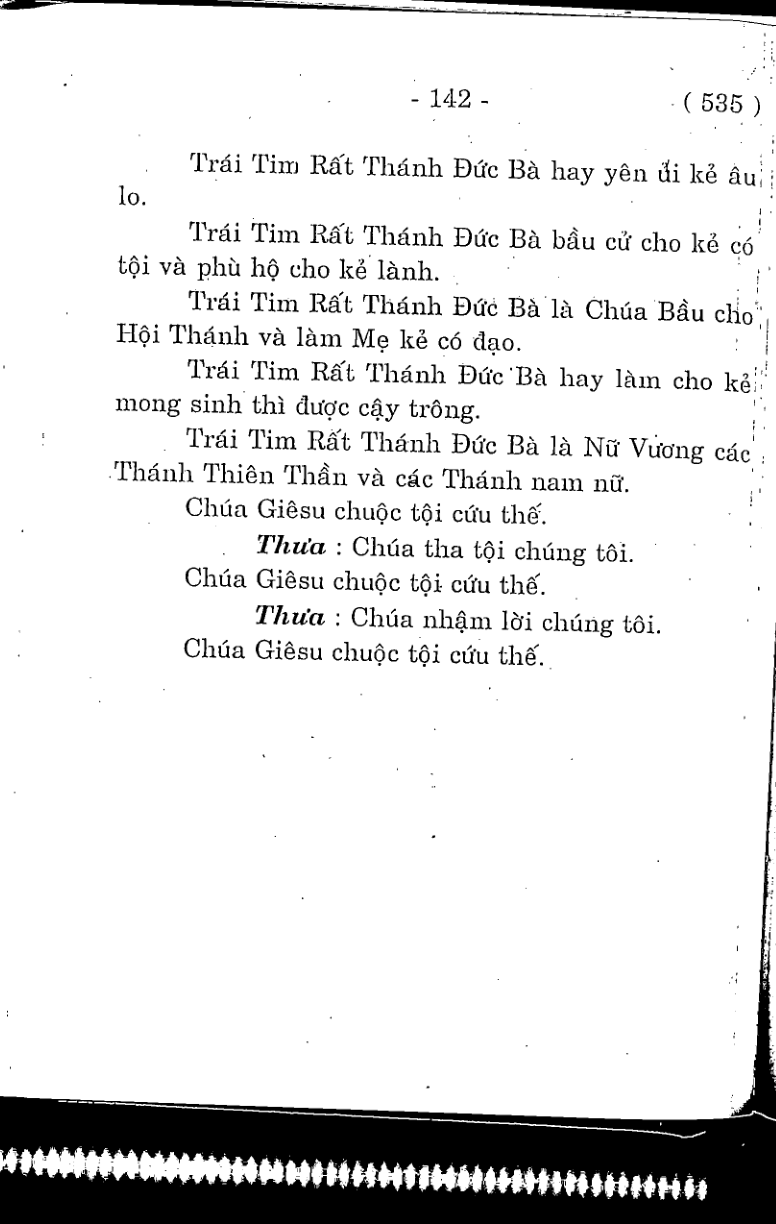 - 142 - ( 535 )
Trái Tim Rất Thánh Đức Bà hay yên ủi kẻ âu
lo.
Trái Tim Rất Thánh Đức Bà bầu cử cho kẻ có
tội và phù hộ cho kẻ lành.
Trái Tim Rất Thánh Đức Bà là Chúa Bầu cho
Hội Thánh và làm Mẹ kẻ có đạo.
Trái Tim Rất Thánh Đức Bà hay làm cho kẻ
mong sinh thì được cậy trông.
Trái Tim Rất Thánh Đức Bà là Nữ Vương các
Thánh Thiên Thần và các Thánh nam nữ.
Chúa Giêsu chuộc tội cứu thế.
Thưa : Chúa tha tội chúng tôi.
Chúa Giêsu chuộc tội cứu thế.
Thưa : Chúa nhậm lời chúng tôi.
Chúa Giêsu chuộc tội cứu thế.